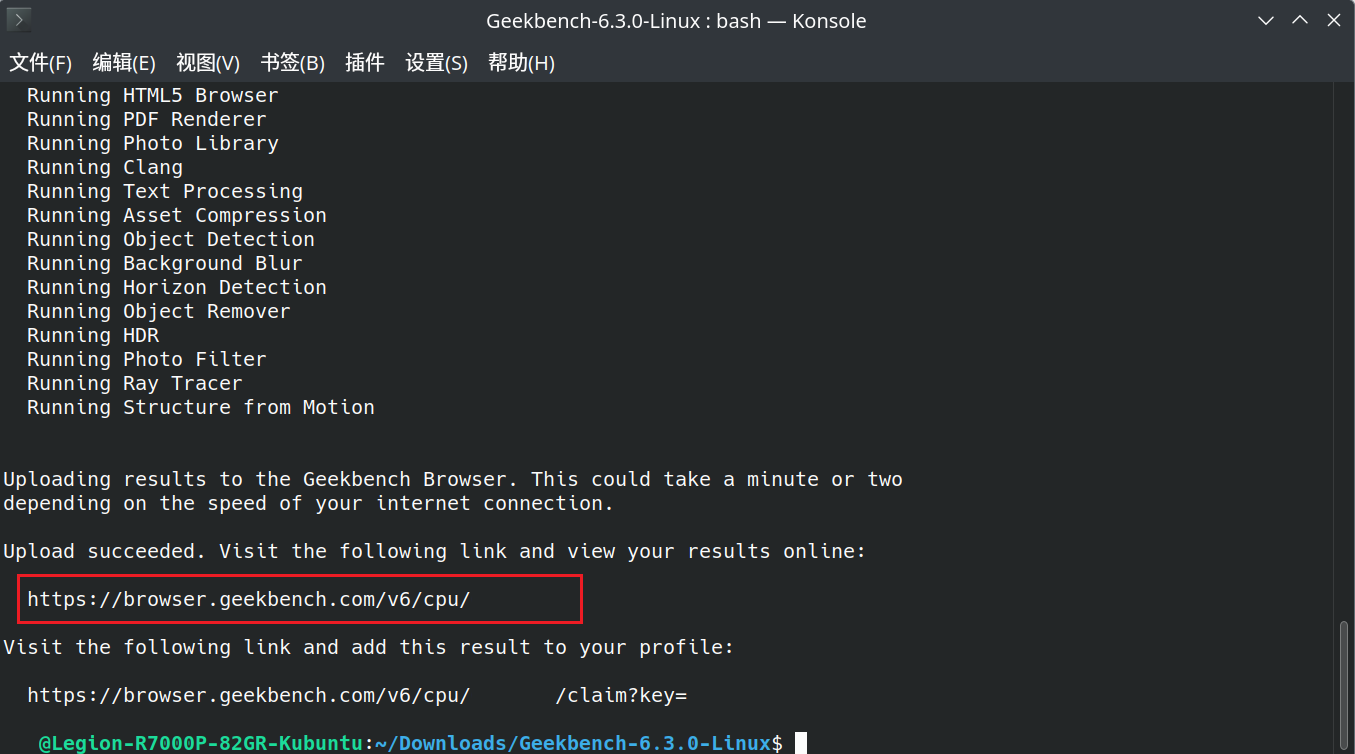 Geekbench-6.3.0-Linux : bash — Konsole
文件(F) 编辑(E) 视图(V) 书签(B) 插件 设置(S) 帮助(H)
Running HTML5 Browser
Running PDF Renderer
Running Photo Library
Running Clang
Running Text Processing
Running Asset Compression
Running Object Detection
Running Background Blur
Running Horizon Detection
Running Object Remover
Running HDR
Running Photo Filter
Running Ray Tracer
Running Structure from Motion
Uploading results to the Geekbench Browser. This could take a minute or two
depending on the speed of your internet connection.
Upload succeeded. Visit the following link and view your results online:
https://browser.geekbench.com/v6/cpu/
Visit the following link and add this result to your profile:
https://browser.geekbench.com/v6/cpu/ /claim?key=
@Legion-R7000P-82GR-Kubuntu:~/Downloads/Geekbench-6.3.0-Linux$